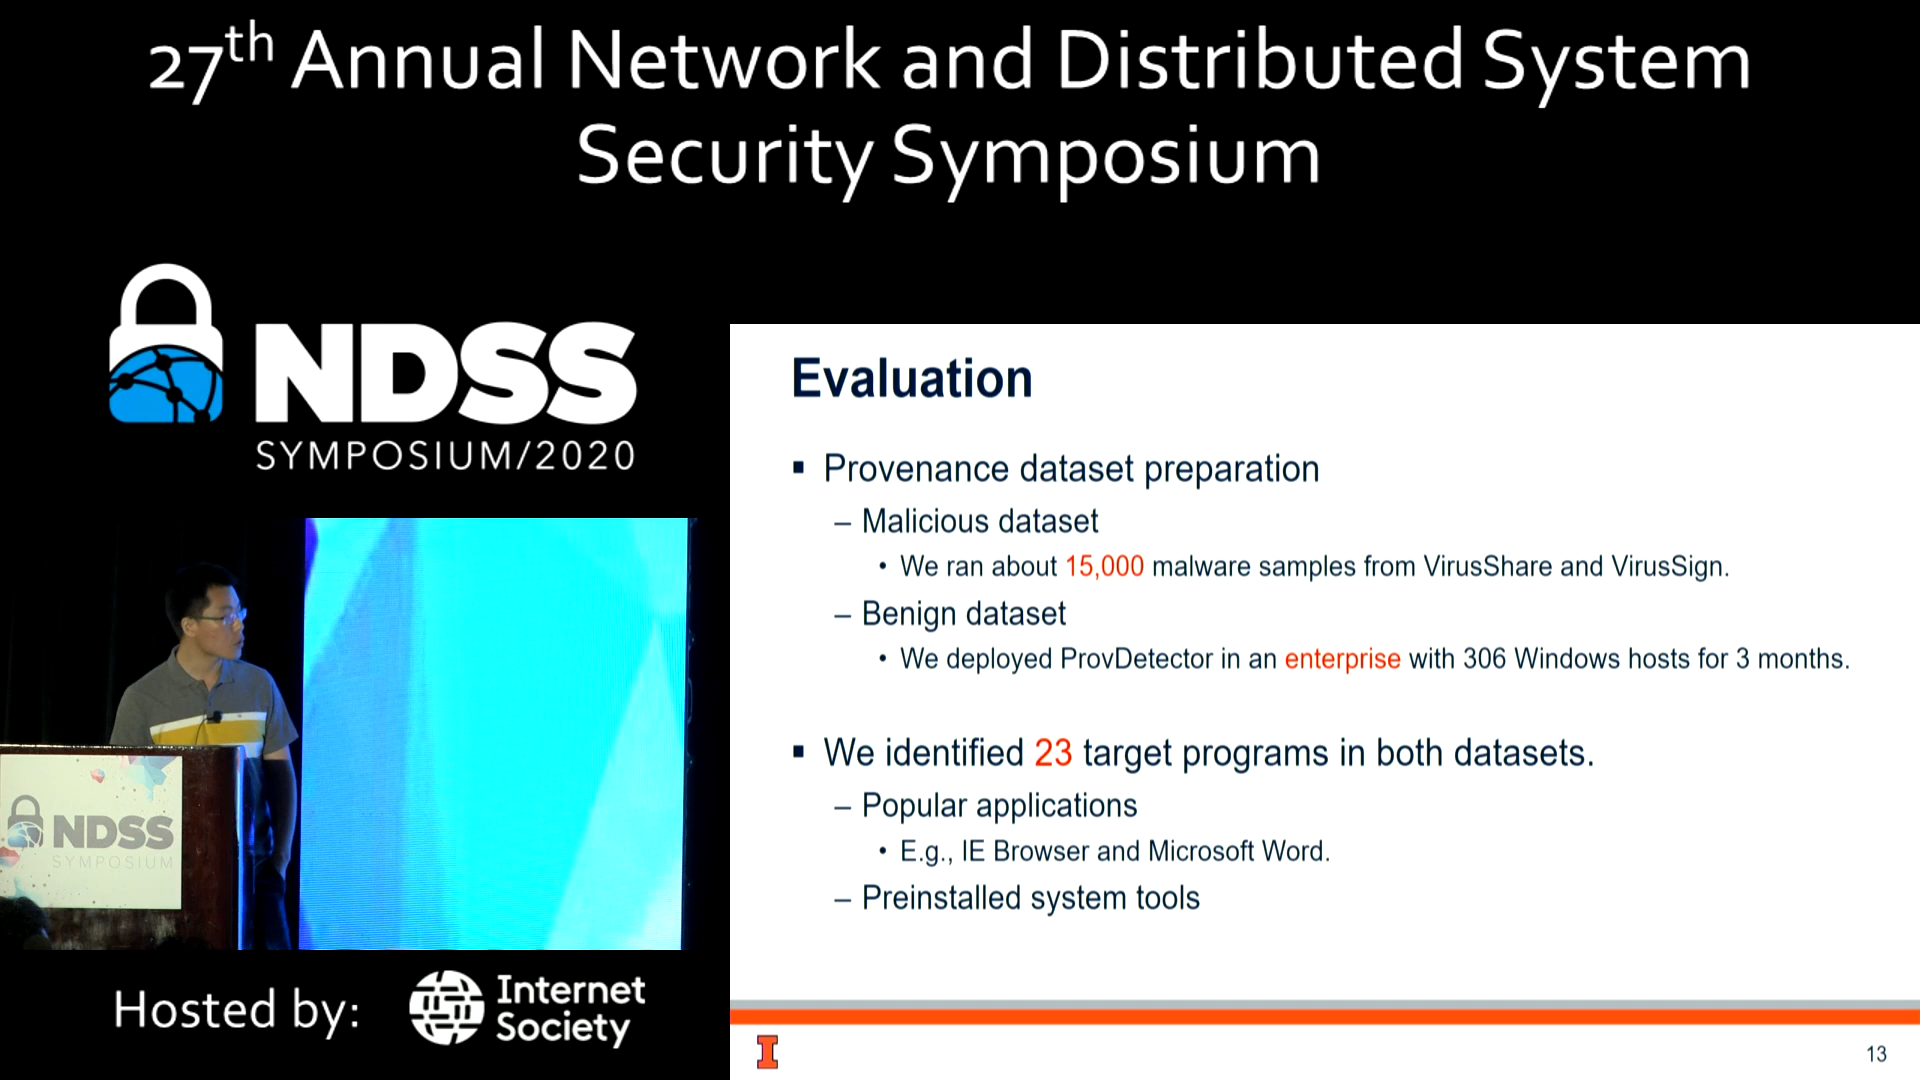 27th Annual Network and Distributed System
Security Symposium
NDSS
SYMPOSIUM/2020
Evaluation
▪ Provenance dataset preparation
– Malicious dataset
• We ran about 15,000 malware samples from VirusShare and VirusSign.
– Benign dataset
• We deployed ProvDetector in an enterprise with 306 Windows hosts for 3 months.
▪ We identified 23 target programs in both datasets.
– Popular applications
• E.g., IE Browser and Microsoft Word.
– Preinstalled system tools
NDSS
SYMPOSIUM
Hosted by:
Internet
Society
I
13